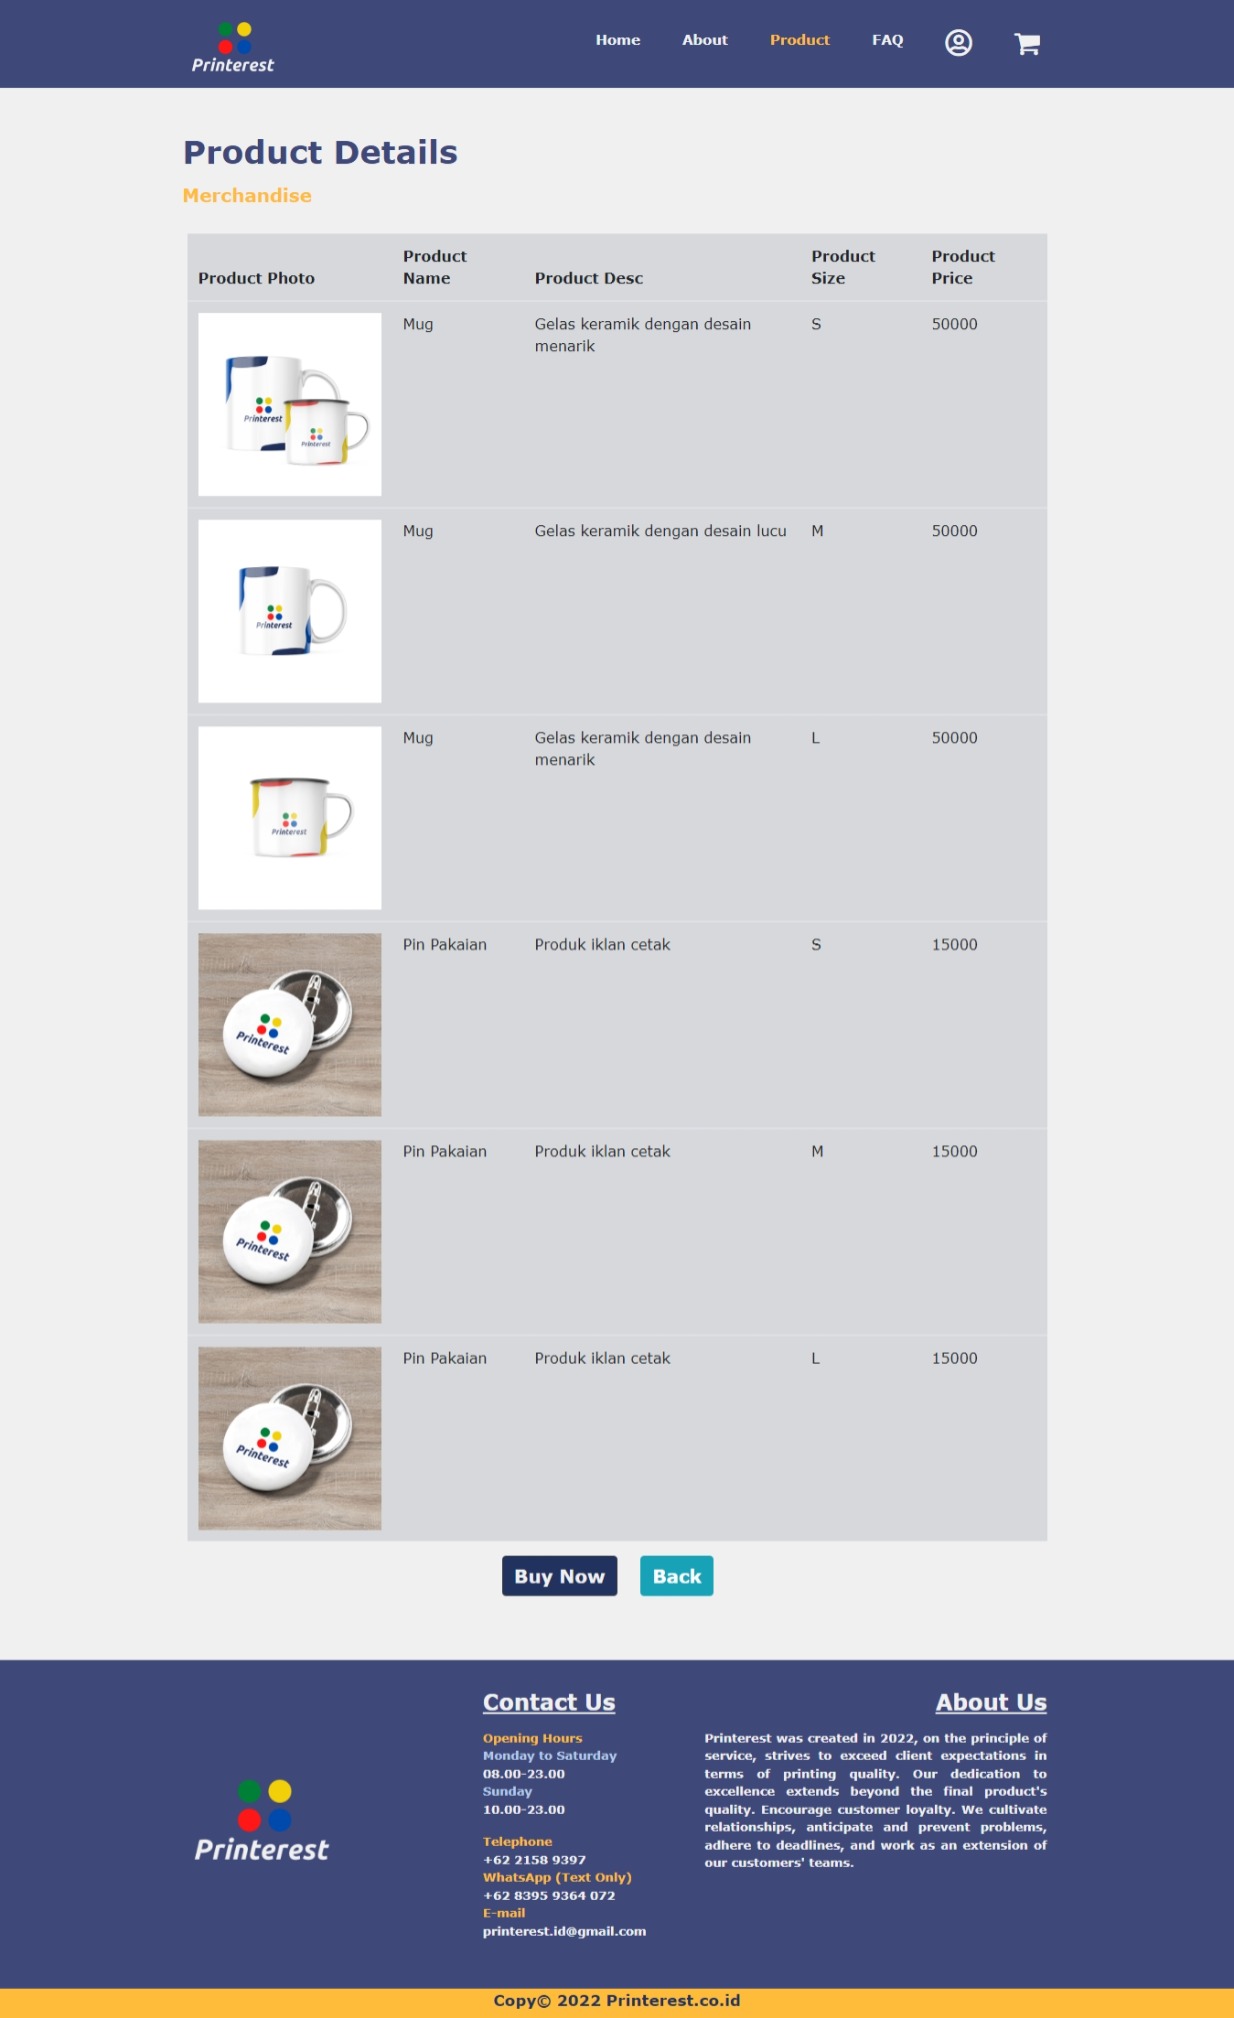 Printerest
Home About Product FAQ
Product Details
Merchandise
Product Photo Product Name Product Desc Product Size Product Price
Printerest
Printerest
Mug
Gelas keramik dengan desain
menarik
S
50000
Printerest
Mug
Gelas keramik dengan desain lucu
M
50000
Printerest
Mug
Gelas keramik dengan desain
menarik
L
50000
Printerest
Pin Pakaian
Produk iklan cetak
S
15000
Printerest
Pin Pakaian
Produk iklan cetak
M
15000
Printerest
Pin Pakaian
Produk iklan cetak
L
15000
Buy Now Back
Printerest
Contact Us
Opening Hours
Monday to Saturday
08.00-23.00
Sunday
10.00-23.00
Telephone
+62 2158 9397
WhatsApp (Text Only)
+62 8395 9364 072
E-mail
printerest.id@gmail.com
About Us
Printerest was created in 2022, on the principle of
service, strives to exceed client expectations in
terms of printing quality. Our dedication to
excellence extends beyond the final product's
quality. Encourage customer loyalty. We cultivate
relationships, anticipate and prevent problems,
adhere to deadlines, and work as an extension of
our customers' teams.
Copy© 2022 Printerest.co.id